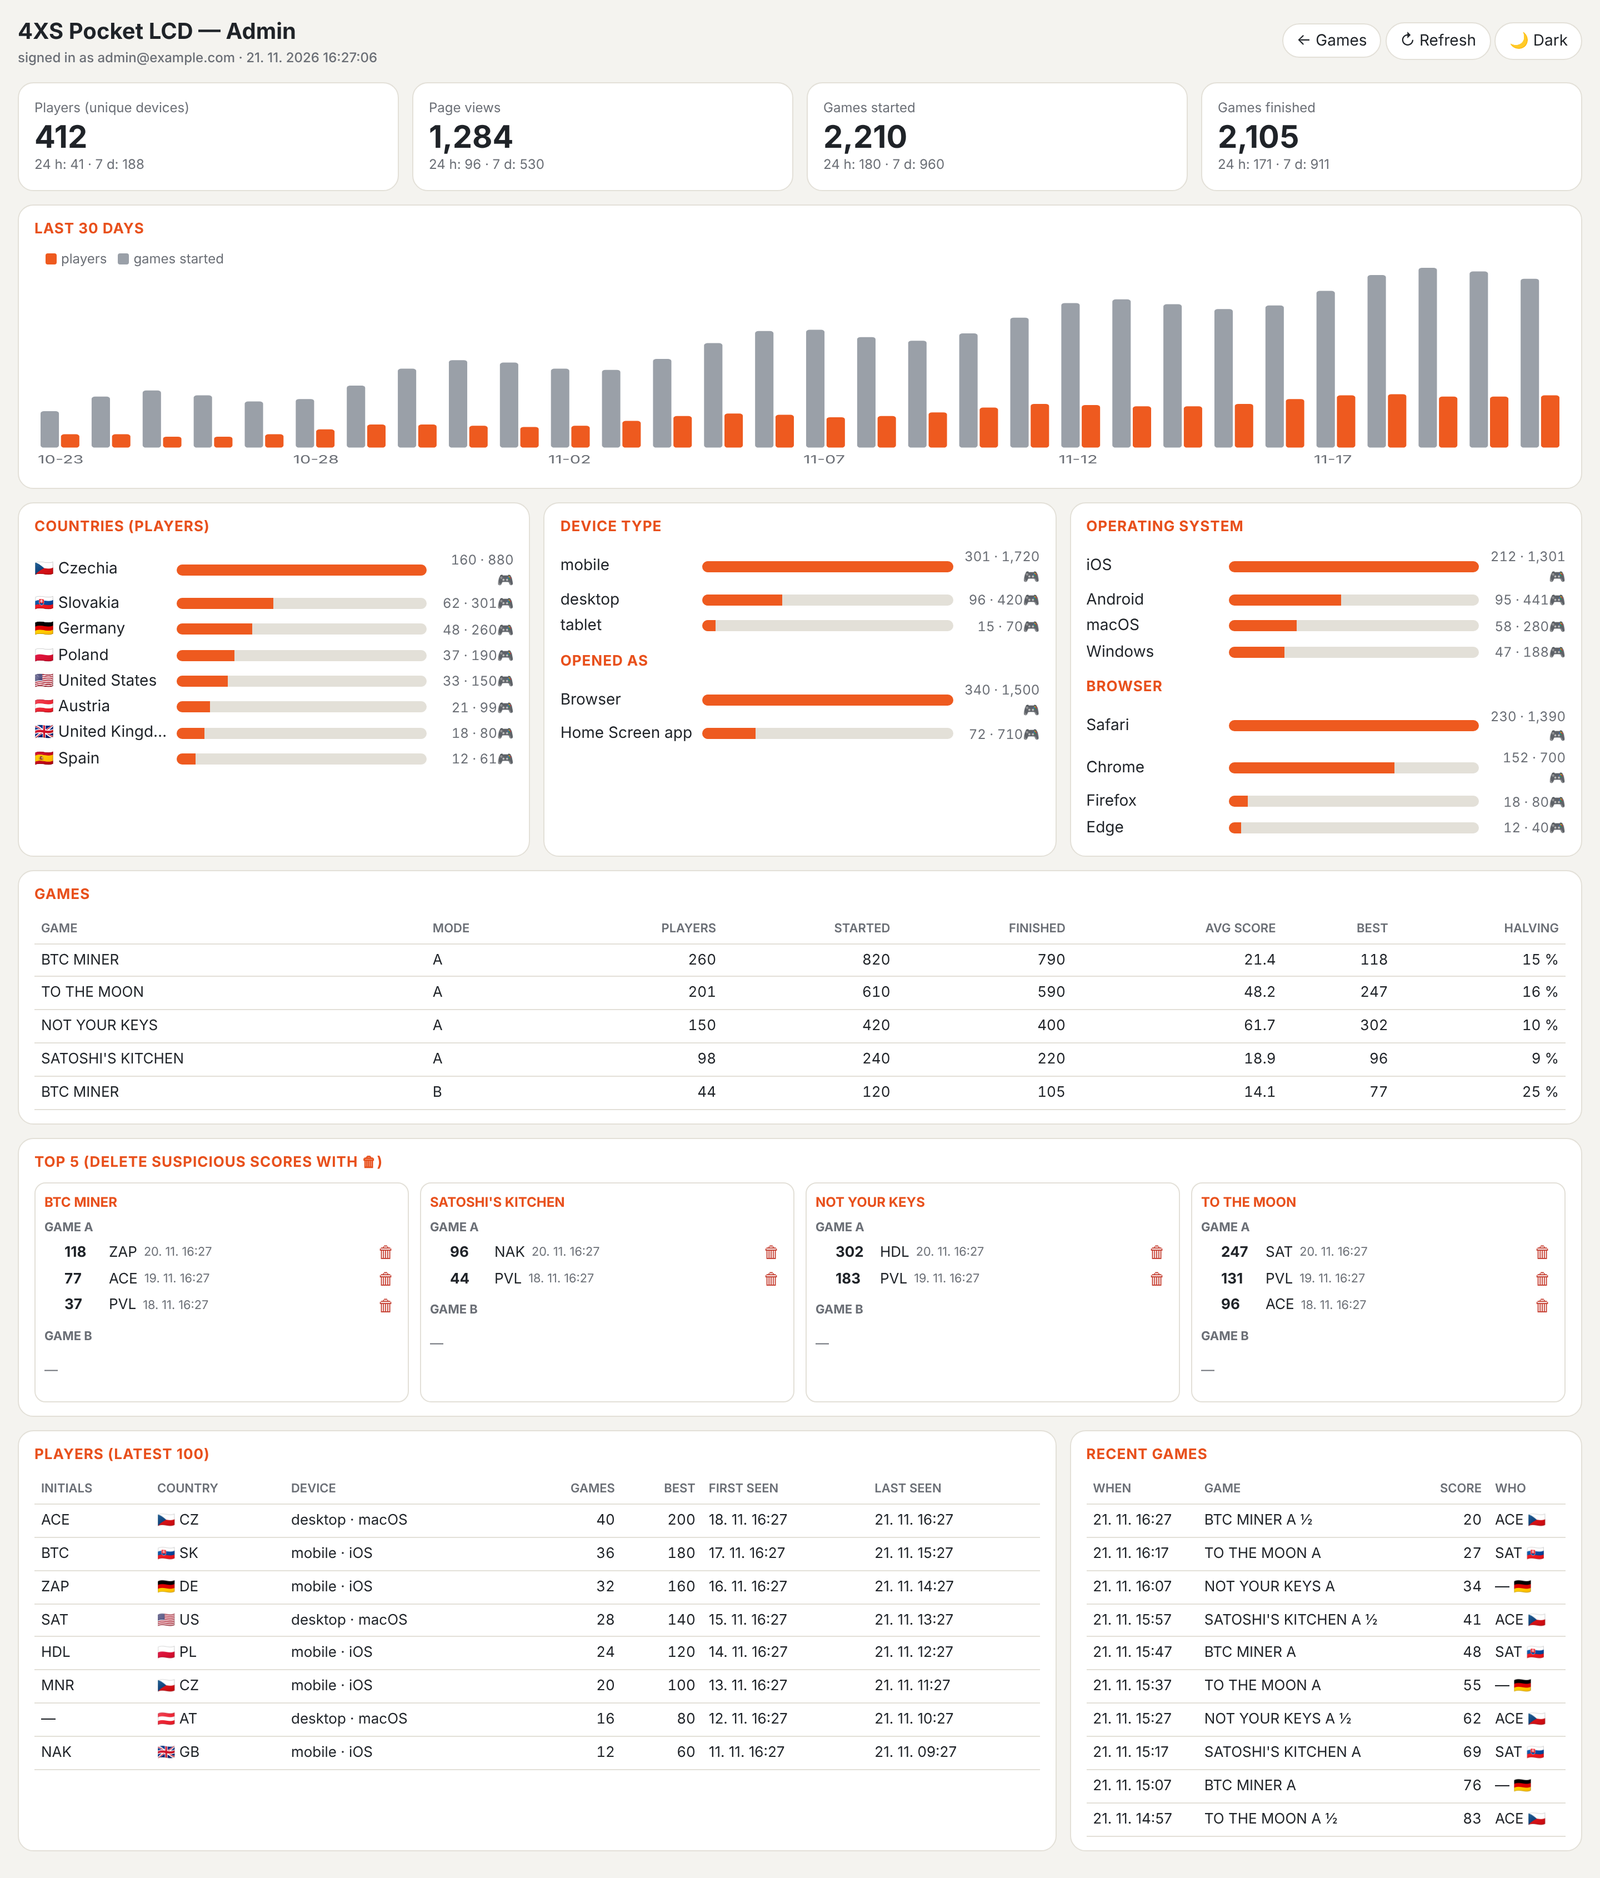 4XS Pocket LCD — Admin
signed in as admin@example.com · 21. 11. 2026 16:27:06
← Games
↻ Refresh
🌙 Dark
Players (unique devices)
412
24 h: 41 · 7 d: 188
Page views
1,284
24 h: 96 · 7 d: 530
Games started
2,210
24 h: 180 · 7 d: 960
Games finished
2,105
24 h: 171 · 7 d: 911
LAST 30 DAYS
players games started
10-23 10-28 11-02 11-07 11-12 11-17
COUNTRIES (PLAYERS)
🇨🇿 Czechia 160 · 880 🎮
🇸🇰 Slovakia 62 · 301🎮
🇩🇪 Germany 48 · 260🎮
🇵🇱 Poland 37 · 190🎮
🇺🇸 United States 33 · 150🎮
🇦🇹 Austria 21 · 99🎮
🇬🇧 United Kingd... 18 · 80🎮
🇪🇸 Spain 12 · 61🎮
DEVICE TYPE
mobile 301 · 1,720 🎮
desktop 96 · 420🎮
tablet 15 · 70🎮
OPENED AS
Browser 340 · 1,500 🎮
Home Screen app 72 · 710🎮
OPERATING SYSTEM
iOS 212 · 1,301 🎮
Android 95 · 441🎮
macOS 58 · 280🎮
Windows 47 · 188🎮
BROWSER
Safari 230 · 1,390 🎮
Chrome 152 · 700 🎮
Firefox 18 · 80🎮
Edge 12 · 40🎮
GAMES
GAME MODE PLAYERS STARTED FINISHED AVG SCORE BEST HALVING
BTC MINER A 260 820 790 21.4 118 15 %
TO THE MOON A 201 610 590 48.2 247 16 %
NOT YOUR KEYS A 150 420 400 61.7 302 10 %
SATOSHI'S KITCHEN A 98 240 220 18.9 96 9 %
BTC MINER B 44 120 105 14.1 77 25 %
TOP 5 (DELETE SUSPICIOUS SCORES WITH 🗑)
BTC MINER
GAME A
118 ZAP 20. 11. 16:27 🗑
77 ACE 19. 11. 16:27 🗑
37 PVL 18. 11. 16:27 🗑
GAME B
—
SATOSHI'S KITCHEN
GAME A
96 NAK 20. 11. 16:27 🗑
44 PVL 18. 11. 16:27 🗑
GAME B
—
NOT YOUR KEYS
GAME A
302 HDL 20. 11. 16:27 🗑
183 PVL 19. 11. 16:27 🗑
GAME B
—
TO THE MOON
GAME A
247 SAT 20. 11. 16:27 🗑
131 PVL 19. 11. 16:27 🗑
96 ACE 18. 11. 16:27 🗑
GAME B
—
PLAYERS (LATEST 100)
INITIALS COUNTRY DEVICE GAMES BEST FIRST SEEN LAST SEEN
ACE 🇨🇿 CZ desktop · macOS 40 200 18. 11. 16:27 21. 11. 16:27
BTC 🇸🇰 SK mobile · iOS 36 180 17. 11. 16:27 21. 11. 15:27
ZAP 🇩🇪 DE mobile · iOS 32 160 16. 11. 16:27 21. 11. 14:27
SAT 🇺🇸 US desktop · macOS 28 140 15. 11. 16:27 21. 11. 13:27
HDL 🇵🇱 PL mobile · iOS 24 120 14. 11. 16:27 21. 11. 12:27
MNR 🇨🇿 CZ mobile · iOS 20 100 13. 11. 16:27 21. 11. 11:27
— 🇦🇹 AT desktop · macOS 16 80 12. 11. 16:27 21. 11. 10:27
NAK 🇬🇧 GB mobile · iOS 12 60 11. 11. 16:27 21. 11. 09:27
RECENT GAMES
WHEN GAME SCORE WHO
21. 11. 16:27 BTC MINER A ½ 20 ACE 🇨🇿
21. 11. 16:17 TO THE MOON A 27 SAT 🇸🇰
21. 11. 16:07 NOT YOUR KEYS A 34 — 🇩🇪
21. 11. 15:57 SATOSHI'S KITCHEN A ½ 41 ACE 🇨🇿
21. 11. 15:47 BTC MINER A 48 SAT 🇸🇰
21. 11. 15:37 TO THE MOON A 55 — 🇩🇪
21. 11. 15:27 NOT YOUR KEYS A ½ 62 ACE 🇨🇿
21. 11. 15:17 SATOSHI'S KITCHEN A 69 SAT 🇸🇰
21. 11. 15:07 BTC MINER A 76 — 🇩🇪
21. 11. 14:57 TO THE MOON A ½ 83 ACE 🇨🇿